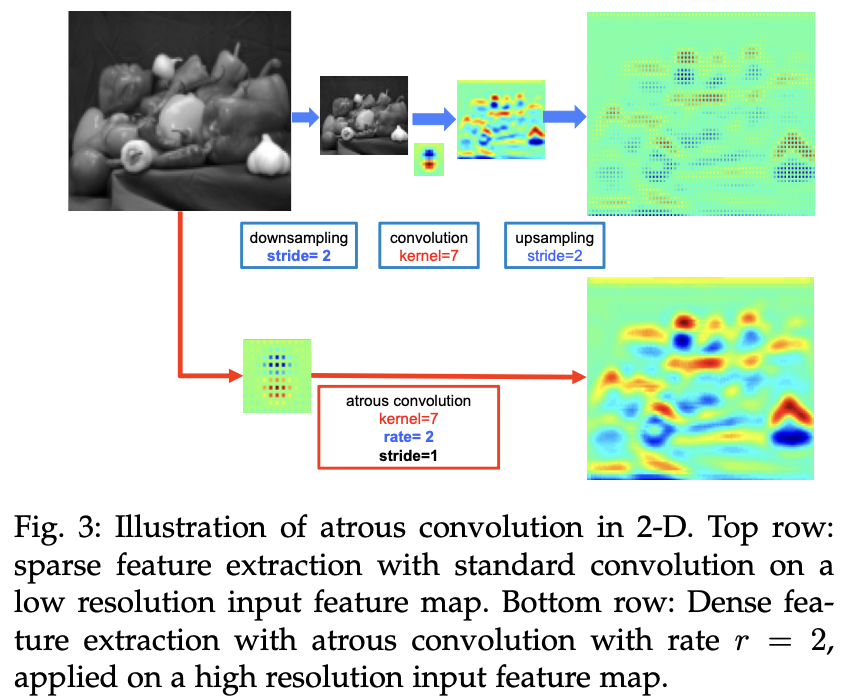 downsampling
stride= 2
convolution
kernel=7
upsampling
stride=2
atrous convolution
kernel=7
rate= 2
stride=1
Fig. 3: Illustration of atrous convolution in 2-D. Top row:
sparse feature extraction with standard convolution on a
low resolution input feature map. Bottom row: Dense fea-
ture extraction with atrous convolution with rate r = 2,
applied on a high resolution input feature map.